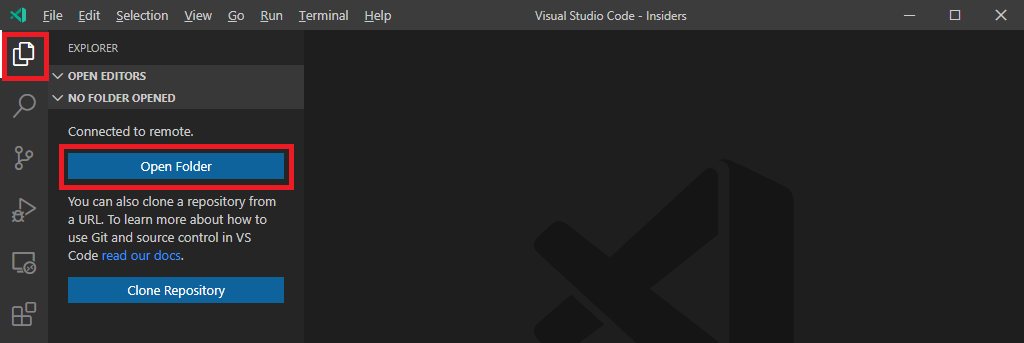 File Edit Selection View Go Run Terminal Help Visual Studio Code - Insiders
EXPLORER
OPEN EDITORS
NO FOLDER OPENED
Connected to remote.
Open Folder
You can also clone a repository from
a URL. To learn more about how to
use Git and source control in VS
Code read our docs.
Clone Repository